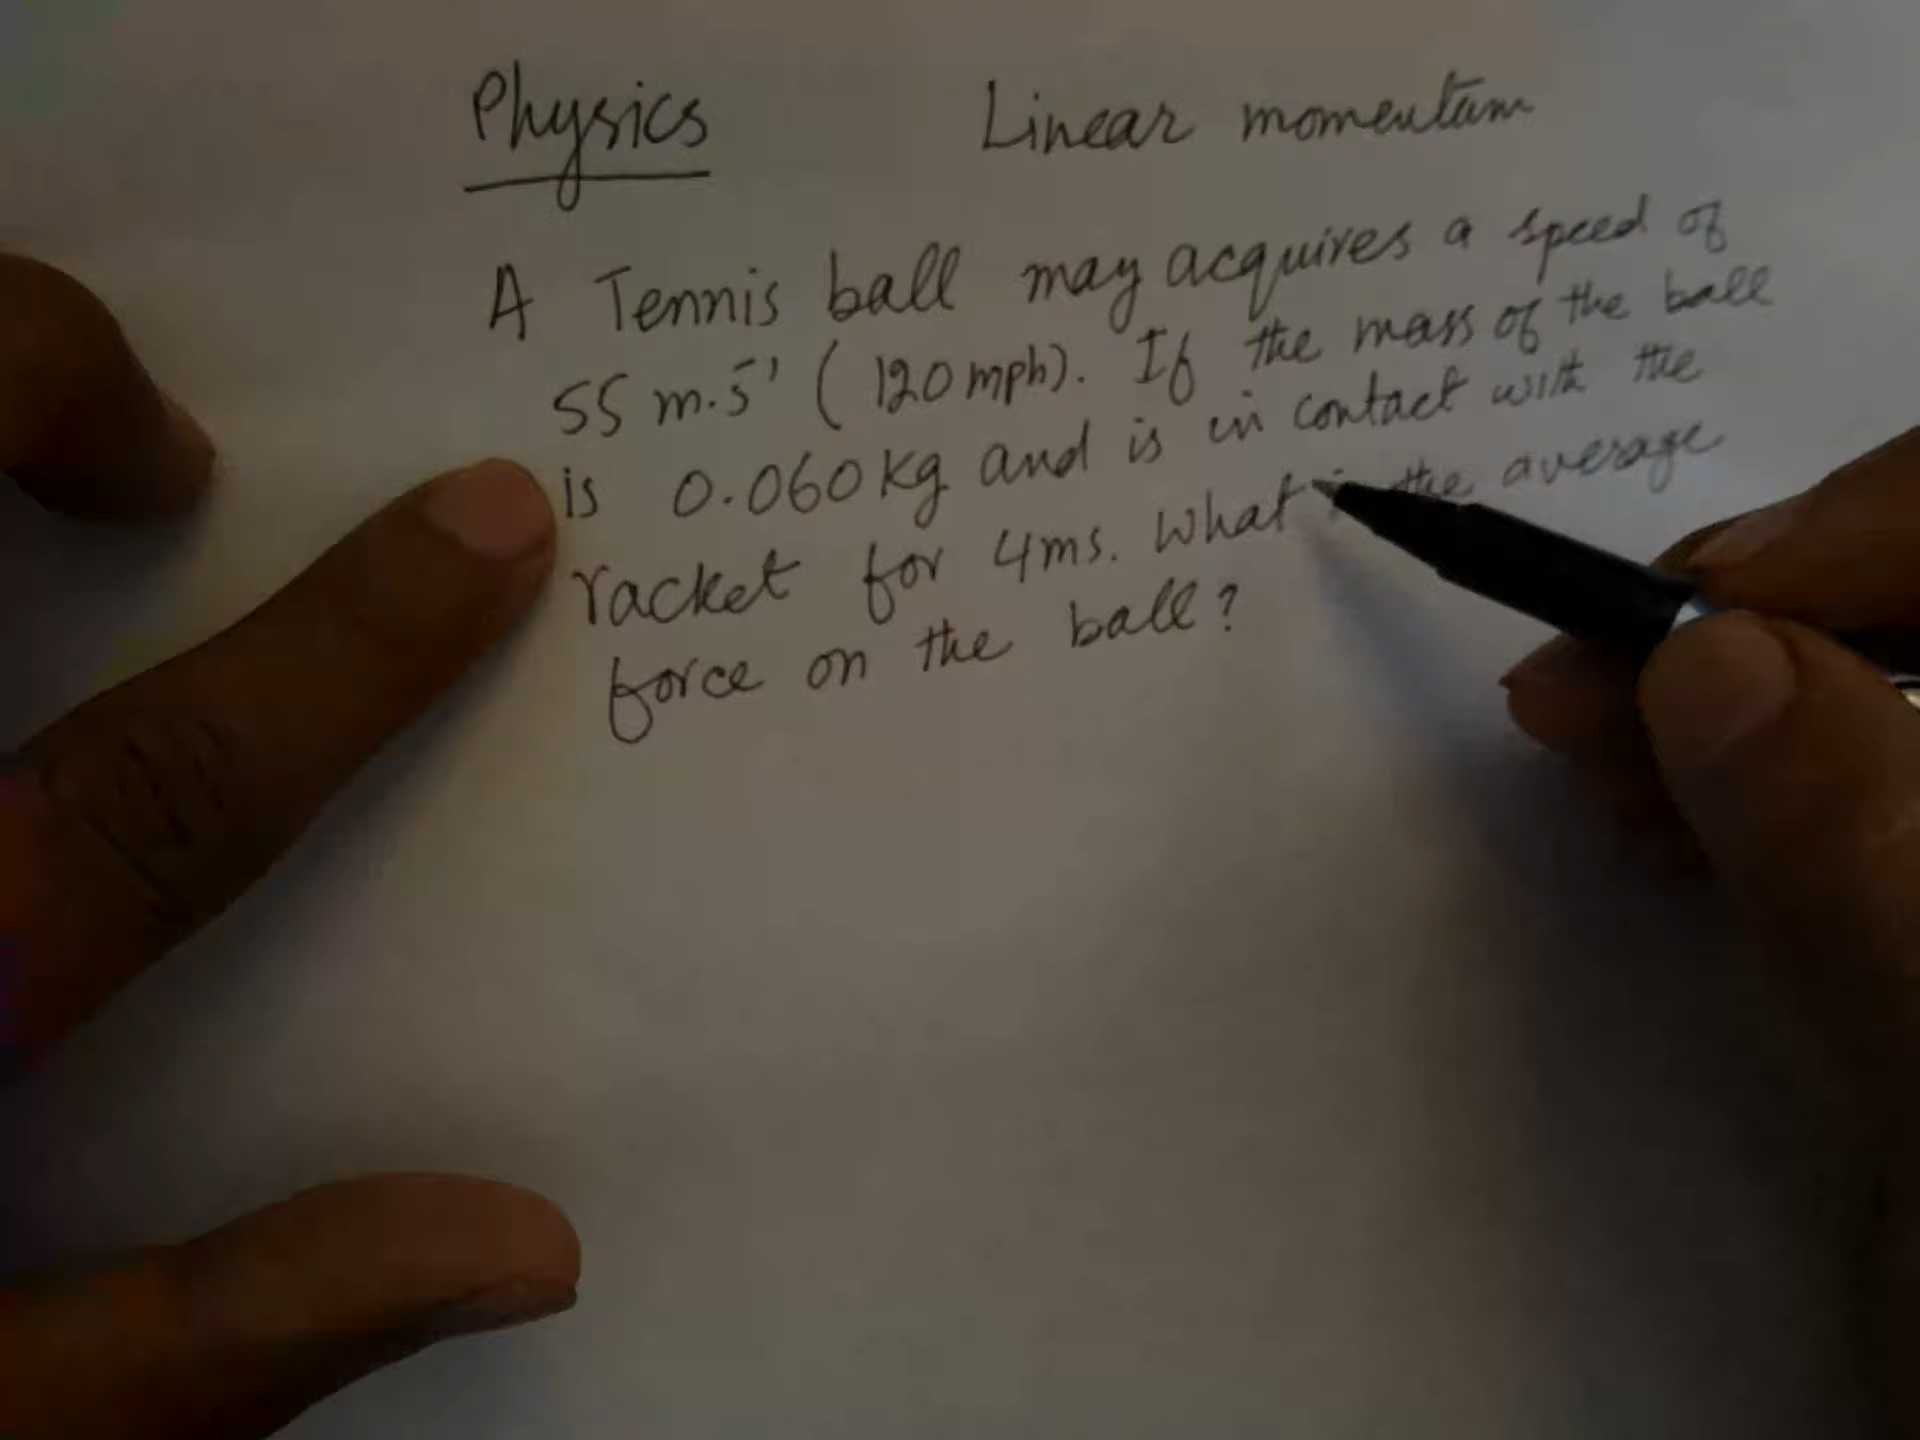 Physics Linear momentum
A Tennis ball may acquires a speed of
55 m.s' (120 mph). If the mass of the ball
is 0.060 kg and is in contact with the
racket for 4ms. What the average
force on the ball?